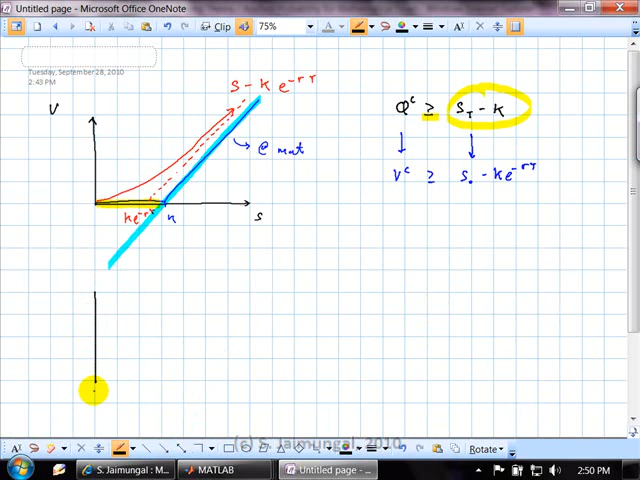 Untitled page - Microsoft Office OneNote
75%
Tuesday, September 28, 2010
2:43 PM
S - K e^{-rT}
V
@ mat
Ke^{-rT}
K
S
φ^c ≥ S_T - K
V^c ≥ S_0 - Ke^{-rT}
(c) S. Jaimungal 2010
Rotate
S. Jaimungal : M...
MATLAB
Untitled page - ...
2:50 PM